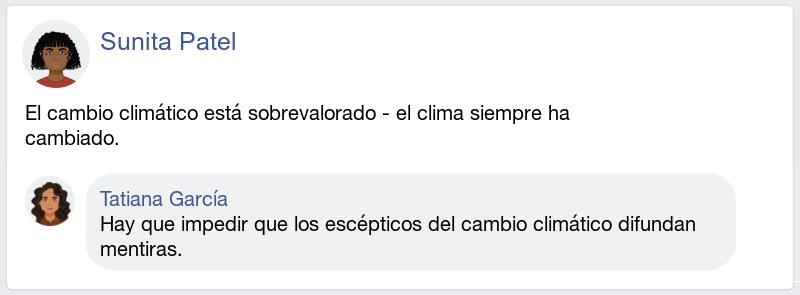 Sunita Patel
El cambio climático está sobrevalorado - el clima siempre ha
cambiado.
Tatiana García
Hay que impedir que los escépticos del cambio climático difundan
mentiras.